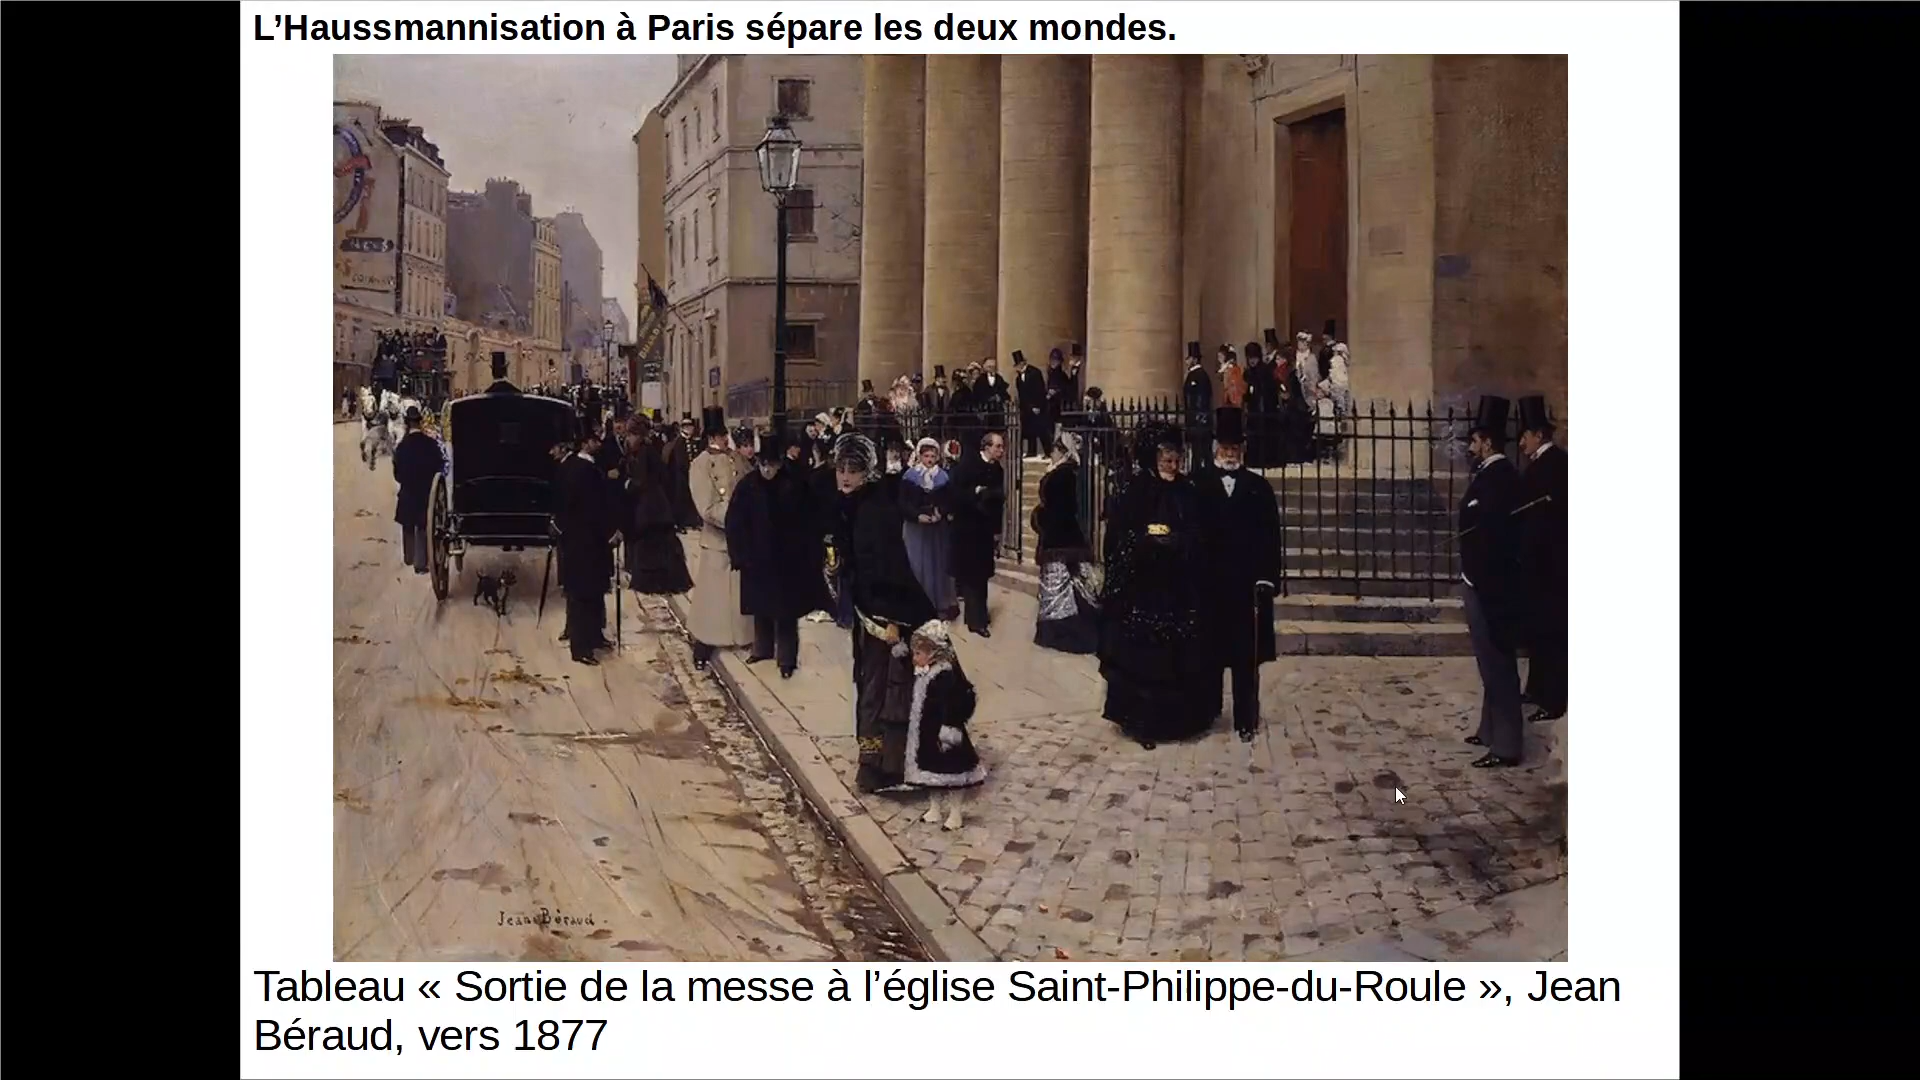 L’Haussmannisation à Paris sépare les deux mondes.
Jean Béraud
Tableau « Sortie de la messe à l’église Saint-Philippe-du-Roule », Jean
Béraud, vers 1877